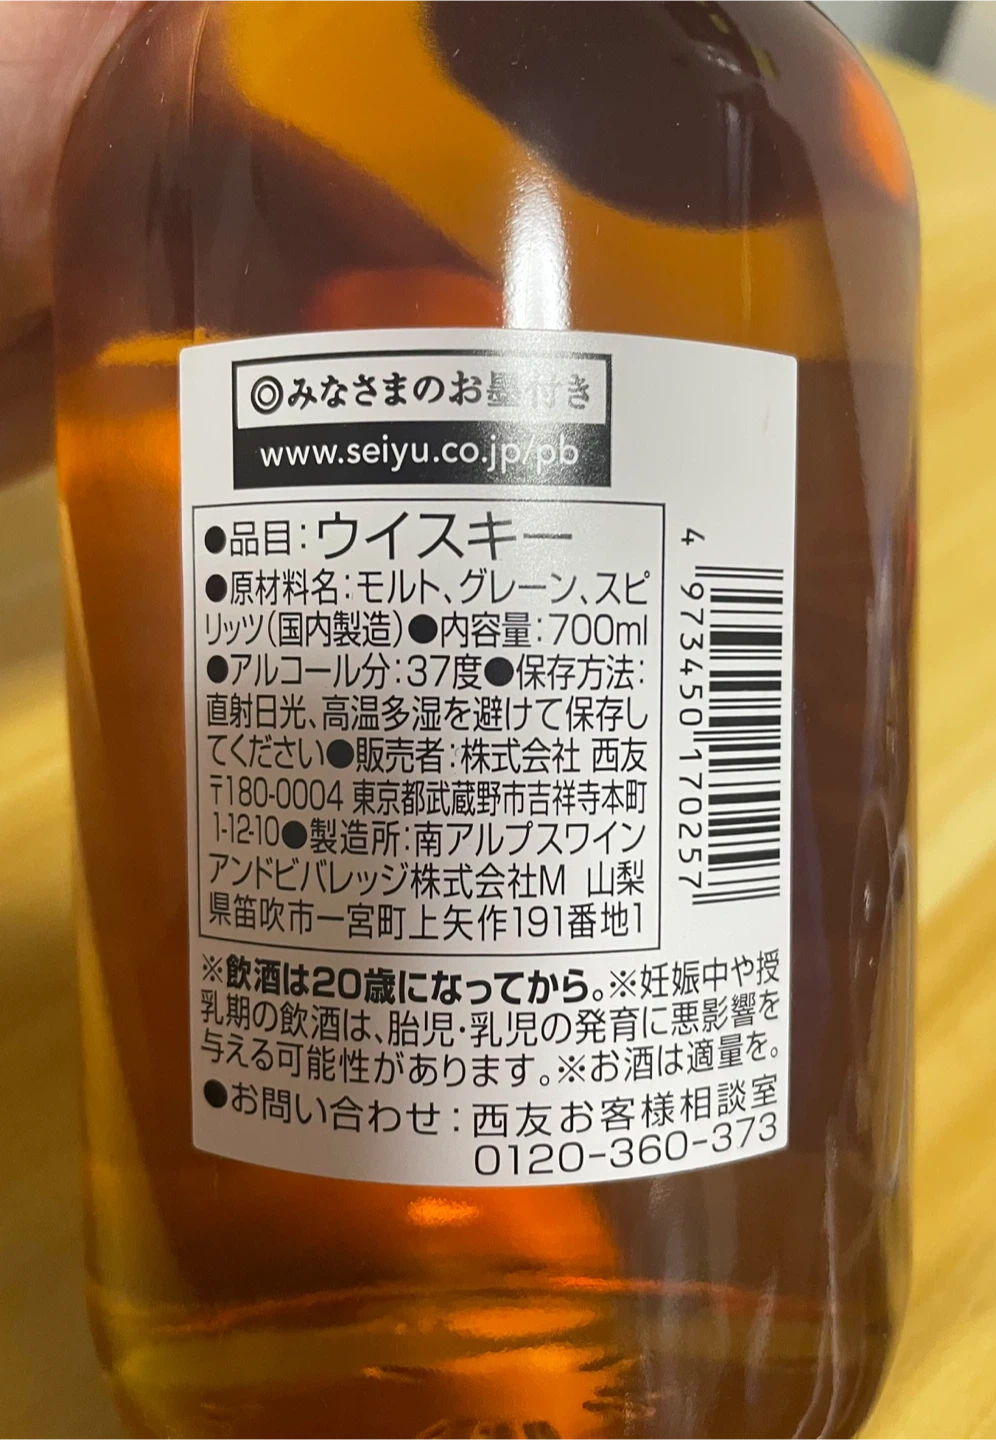 ◎みなさまのお墨付き
www.seiyu.co.jp/pb
●品目:ウイスキー
●原材料名:モルト、グレーン、スピ
リッツ(国内製造)●内容量:700ml
●アルコール分:37度●保存方法:
直射日光、高温多湿を避けて保存し
てください●販売者:株式会社 西友
〒180-0004 東京都武蔵野市吉祥寺本町
1-12-10●製造所:南アルプスワイン
アンドビバレッジ株式会社M 山梨
県笛吹市一宮町上矢作191番地1
※飲酒は20歳になってから。※妊娠中や授
乳期の飲酒は、胎児・乳児の発育に悪影響を
与える可能性があります。※お酒は適量を。
●お問い合わせ:西友お客様相談室
0120-360-373
4 973450 170257